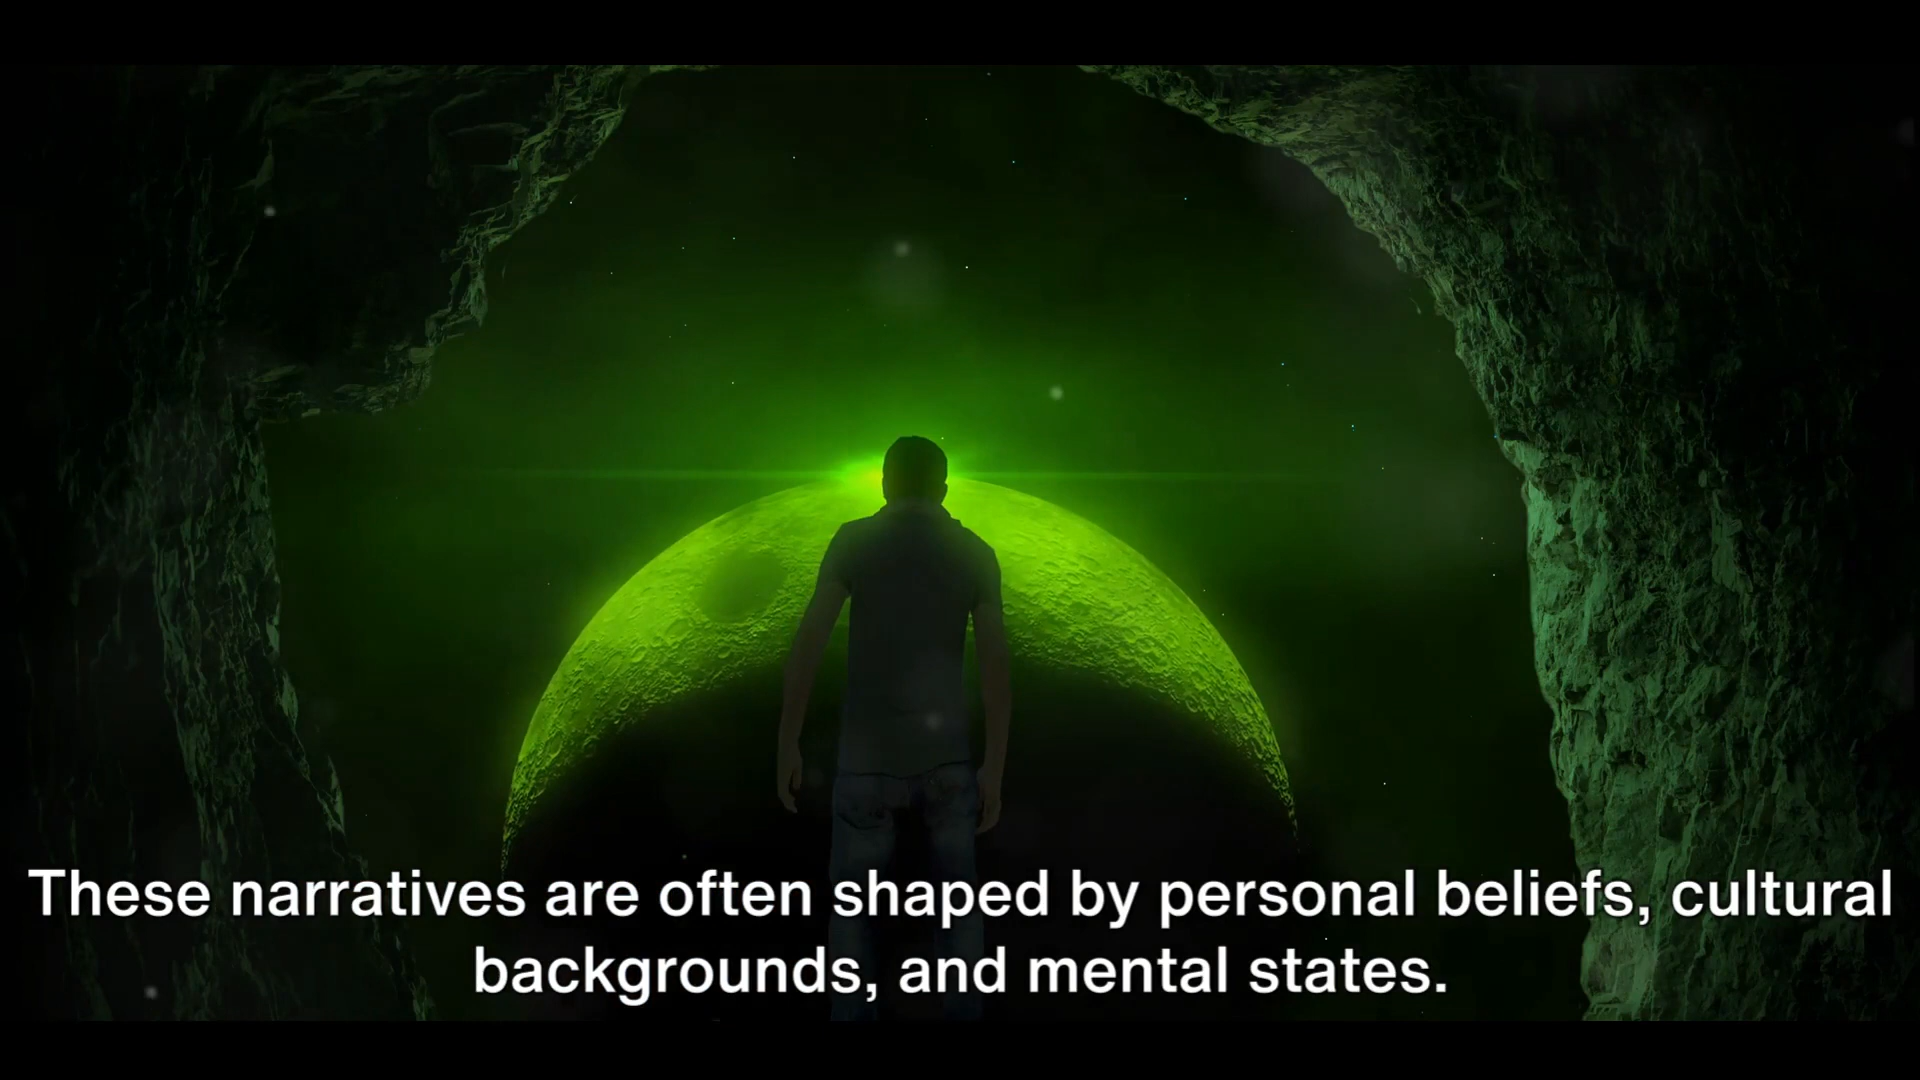 These narratives are often shaped by personal beliefs, cultural
backgrounds, and mental states.